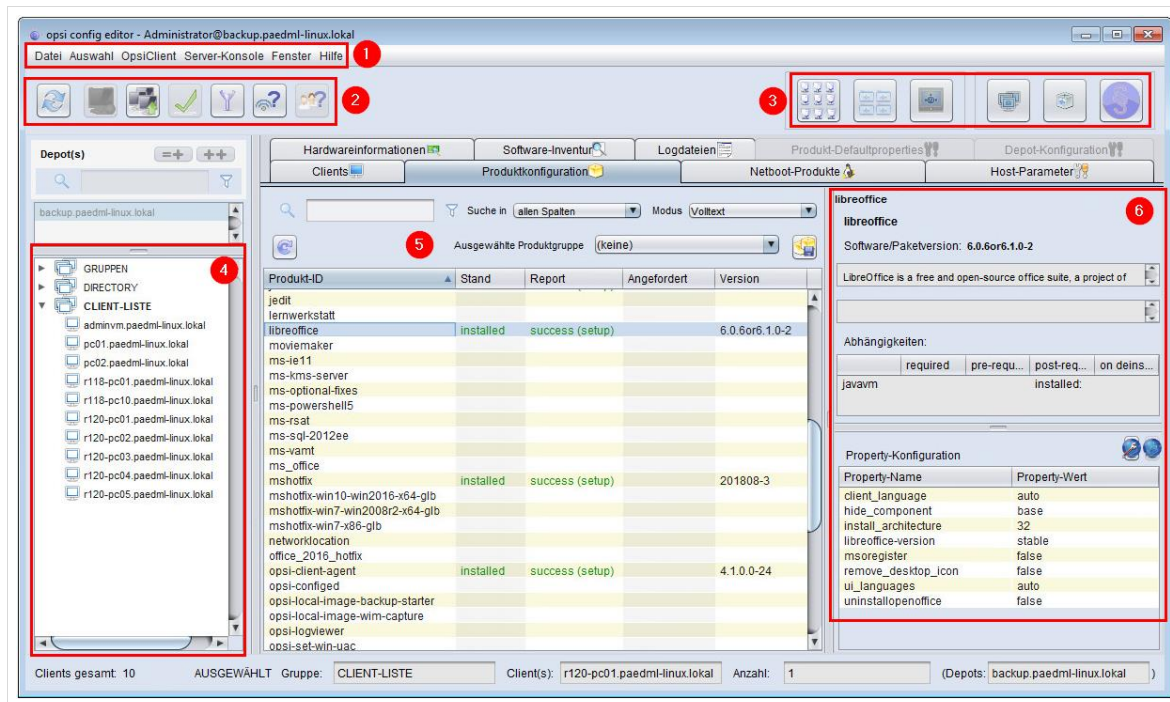 opsi config editor - Administrator@backup.paedml-linux.lokal
Datei Auswahl OpsiClient Server-Konsole Fenster Hilfe
1
2
3
Depot(s)
=+ ++
backup.paedml-linux.lokal
4
GRUPPEN
DIRECTORY
CLIENT-LISTE
adminvm.paedml-linux.lokal
pc01.paedml-linux.lokal
pc02.paedml-linux.lokal
r118-pc01.paedml-linux.lokal
r118-pc10.paedml-linux.lokal
r120-pc01.paedml-linux.lokal
r120-pc02.paedml-linux.lokal
r120-pc03.paedml-linux.lokal
r120-pc04.paedml-linux.lokal
r120-pc05.paedml-linux.lokal
Hardwareinformationen Software-Inventur Logdateien Produkt-Defaultproperties Depot-Konfiguration
Clients Produktkonfiguration Netboot-Produkte Host-Parameter
Suche in allen Spalten Modus Volltext
5
Ausgewählte Produktgruppe (keine)
Produkt-ID Stand Report Angefordert Version
jedit
lernwerkstatt
libreoffice installed success (setup) 6.0.6or6.1.0-2
moviemaker
ms-ie11
ms-kms-server
ms-optional-fixes
ms-powershell5
ms-rsat
ms-sql-2012ee
ms-vamt
ms_office
mshotfix installed success (setup) 201808-3
mshotfix-win10-win2016-x64-glb
mshotfix-win7-win2008r2-x64-glb
mshotfix-win7-x86-glb
networklocation
office_2016_hotfix
opsi-client-agent installed success (setup) 4.1.0.0-24
opsi-configed
opsi-local-image-backup-starter
opsi-local-image-wim-capture
opsi-logviewer
opsi-set-win-uac
libreoffice
6
libreoffice
Software/Paketversion: 6.0.6or6.1.0-2
LibreOffice is a free and open-source office suite, a project of
Abhängigkeiten:
required pre-requ... post-req... on deins...
javavm installed:
Property-Konfiguration
Property-Name Property-Wert
client_language auto
hide_component base
install_architecture 32
libreoffice-version stable
msoregister false
remove_desktop_icon false
ui_languages auto
uninstallopenoffice false
Clients gesamt: 10 AUSGEWÄHLT Gruppe: CLIENT-LISTE Client(s): r120-pc01.paedml-linux.lokal Anzahl: 1 (Depots: backup.paedml-linux.lokal )